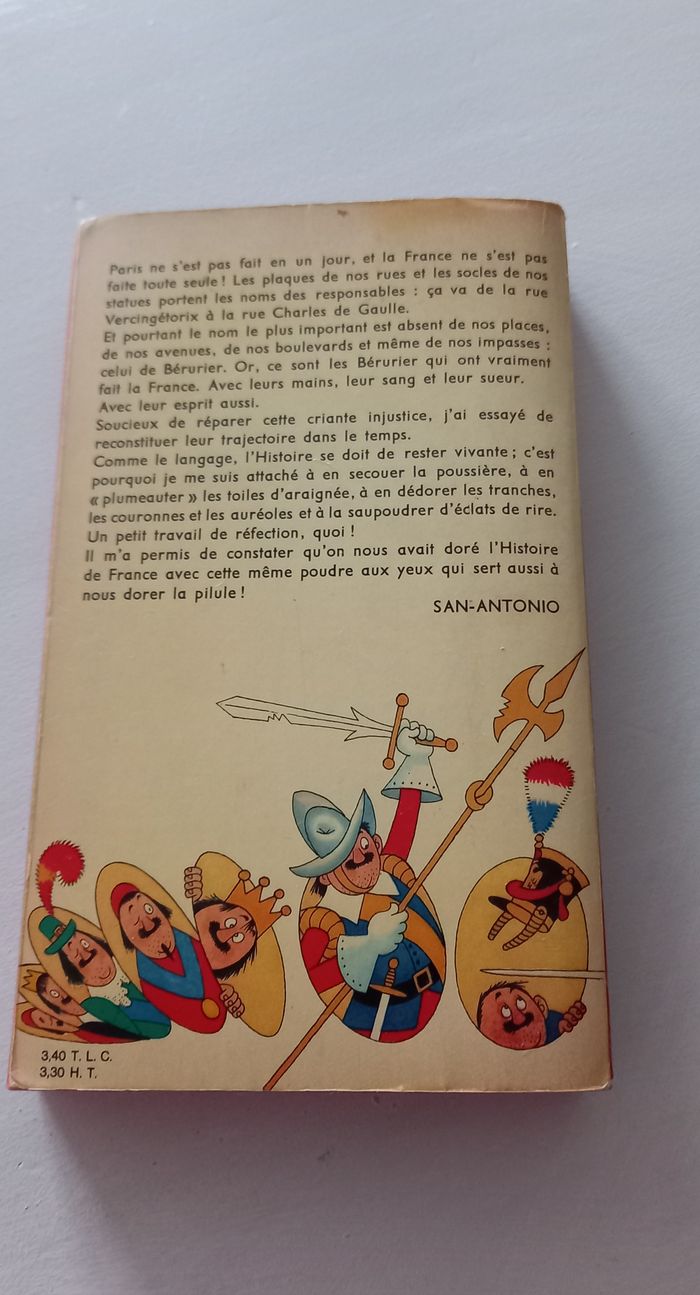 Paris ne s'est pas fait en un jour, et la France ne s'est pas
faite toute seule ! Les plaques de nos rues et les socles de nos
statues portent les noms des responsables : ça va de la rue
Vercingétorix à la rue Charles de Gaulle.
Et pourtant le nom le plus important est absent de nos places,
de nos avenues, de nos boulevards et même de nos impasses :
celui de Bérurier. Or, ce sont les Bérurier qui ont vraiment
fait la France. Avec leurs mains, leur sang et leur sueur.
Avec leur esprit aussi.
Soucieux de réparer cette criante injustice, j'ai essayé de
reconstituer leur trajectoire dans le temps.
Comme le langage, l'Histoire se doit de rester vivante ; c'est
pourquoi je me suis attaché à en secouer la poussière, à en
« plumeauter » les toiles d'araignée, à en dédorer les tranches,
les couronnes et les auréoles et à la saupoudrer d'éclats de rire.
Un petit travail de réfection, quoi !
Il m'a permis de constater qu'on nous avait doré l'Histoire
de France avec cette même poudre aux yeux qui sert aussi à
nous dorer la pilule !
SAN-ANTONIO
3,40 T. L. C.
3,30 H. T.